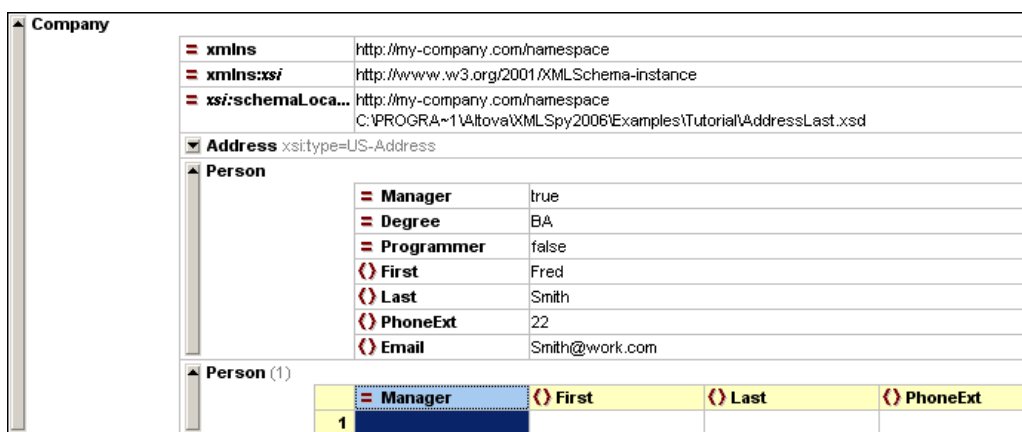 Company
= xmlns http://my-company.com/namespace
= xmlns:xsi http://www.w3.org/2001/XMLSchema-instance
= xsi:schemaLoca... http://my-company.com/namespace
C:\PROGRA~1\Altova\XMLSpy2006\Examples\Tutorial\AddressLast.xsd
Address xsi:type=US-Address
Person
= Manager true
= Degree BA
= Programmer false
() First Fred
() Last Smith
() PhoneExt 22
() Email Smith@work.com
Person (1)
= Manager () First () Last () PhoneExt
1